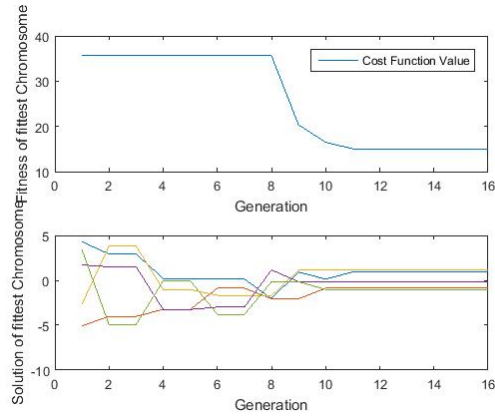 40
30
20
10
0 2 4 6 8 10 12 14 16
Generation
Fitness of fittest Chromosome
Cost Function Value
5
0
-5
-10
0 2 4 6 8 10 12 14 16
Generation
Solution of fittest Chromosome